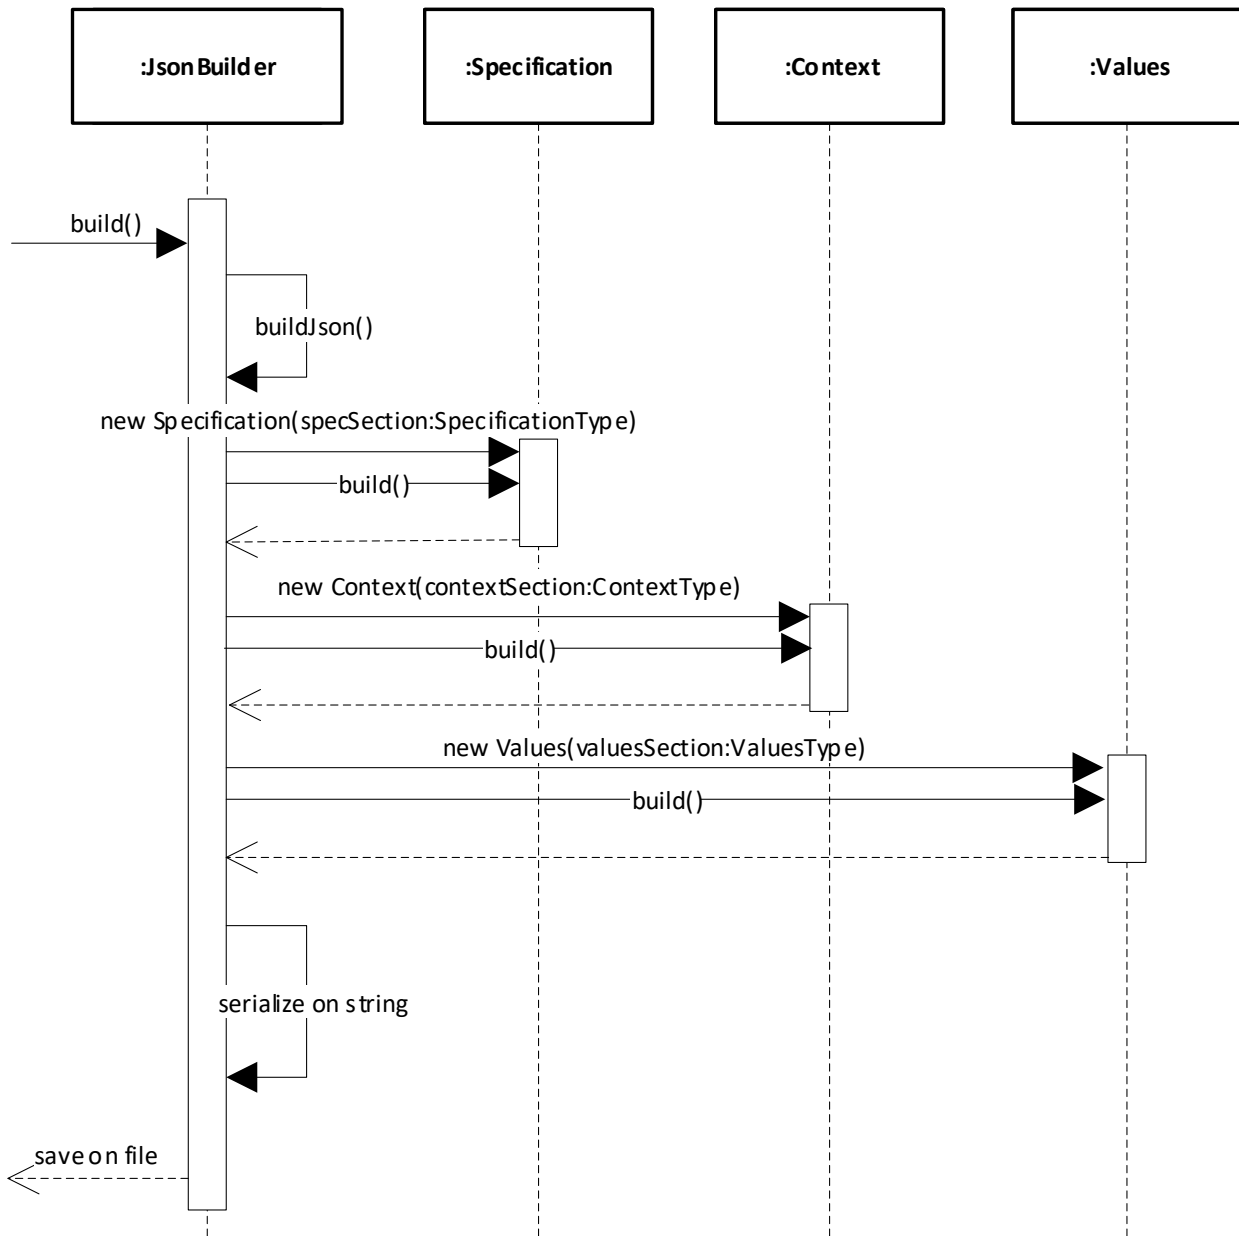 :JsonBuilder
:Specification
:Context
:Values
build()
buildJson()
new Specification(specSection:SpecificationType)
build()
new Context(contextSection:ContextType)
build()
new Values(valuesSection:ValuesType)
build()
serialize on string
save on file